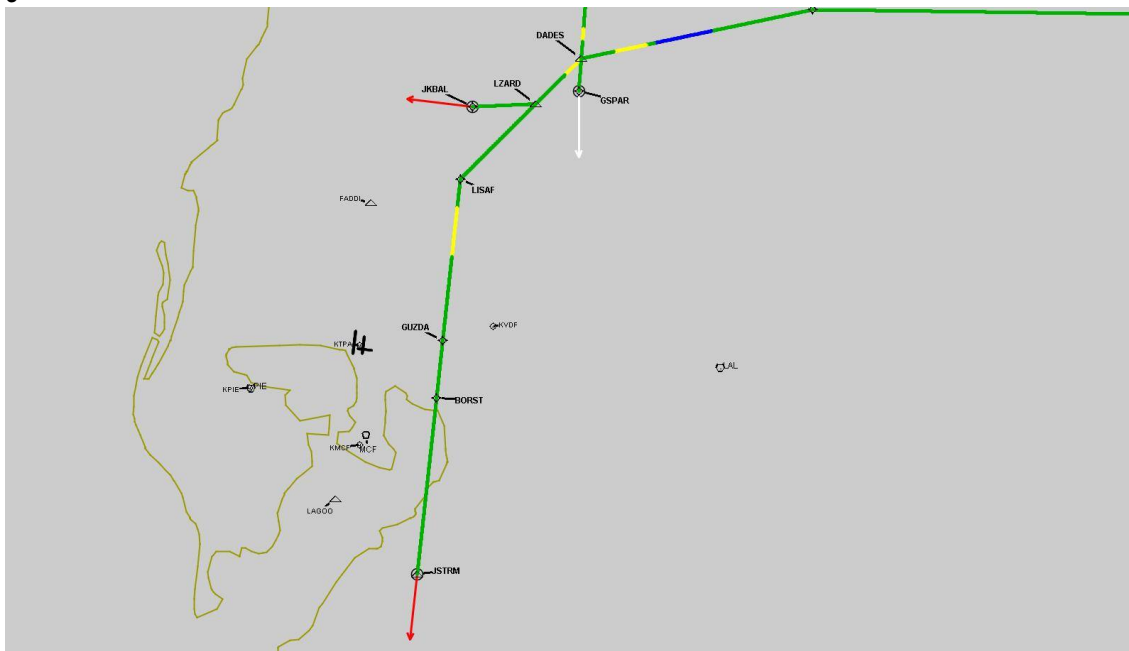 DADES
LZARD
JKBAL
GSPAR
LISAF
FADDI
KVDF
GUZDA
KTPA
LAL
KPIE
PIE
BORST
KMCF
MCF
LAGOO
JSTRM